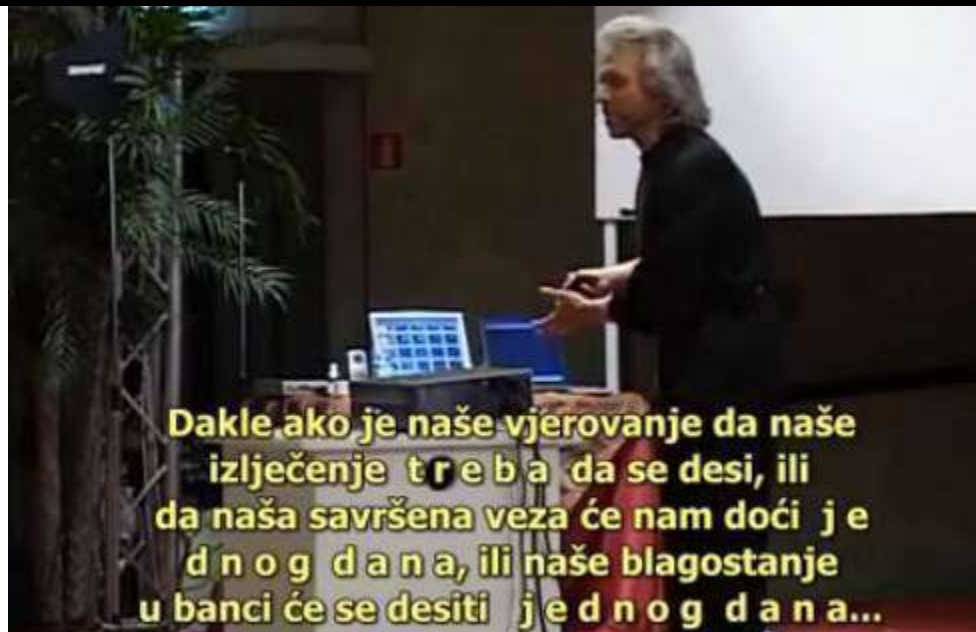 Dakle ako je naše vjerovanje da naše
izlječenje t r e b a da se desi, ili
da naša savršena veza će nam doći j e
d n o g d a n a, ili naše blagostanje
u banci će se desiti j e d n o g d a n a...